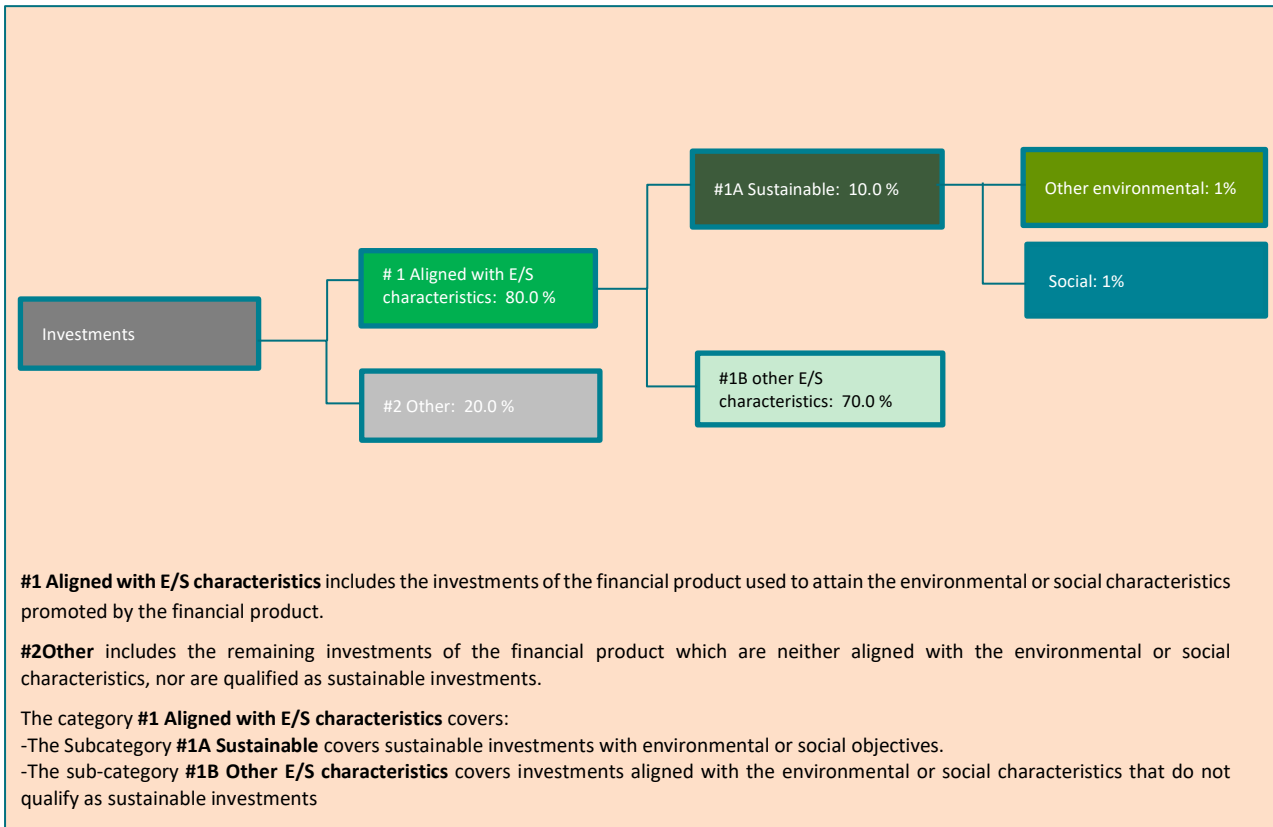 #1A Sustainable: 10.0 %
Other environmental: 1%
# 1 Aligned with E/S
characteristics: 80.0 %
Social: 1%
Investments
#1B other E/S
characteristics: 70.0 %
#2 Other: 20.0 %
#1 Aligned with E/S characteristics includes the investments of the financial product used to attain the environmental or social characteristics
promoted by the financial product.
#2Other includes the remaining investments of the financial product which are neither aligned with the environmental or social
characteristics, nor are qualified as sustainable investments.
The category #1 Aligned with E/S characteristics covers:
-The Subcategory #1A Sustainable covers sustainable investments with environmental or social objectives.
-The sub-category #1B Other E/S characteristics covers investments aligned with the environmental or social characteristics that do not
qualify as sustainable investments